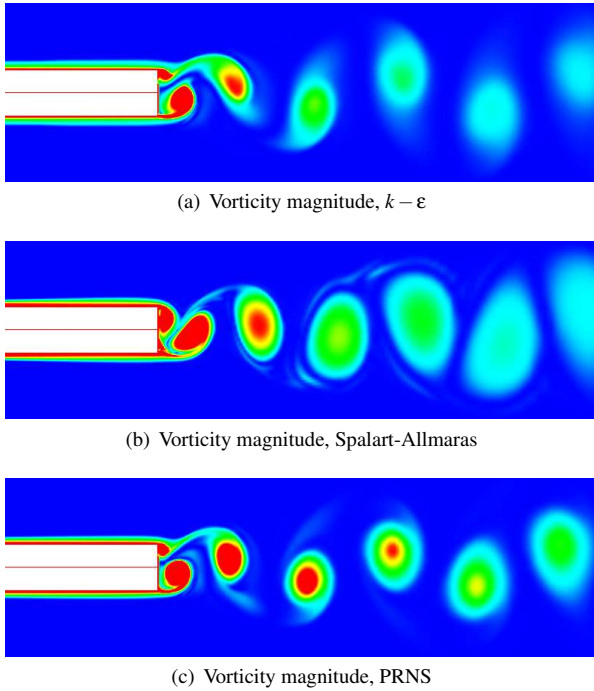 (a) Vorticity magnitude, k − ε
(b) Vorticity magnitude, Spalart-Allmaras
(c) Vorticity magnitude, PRNS